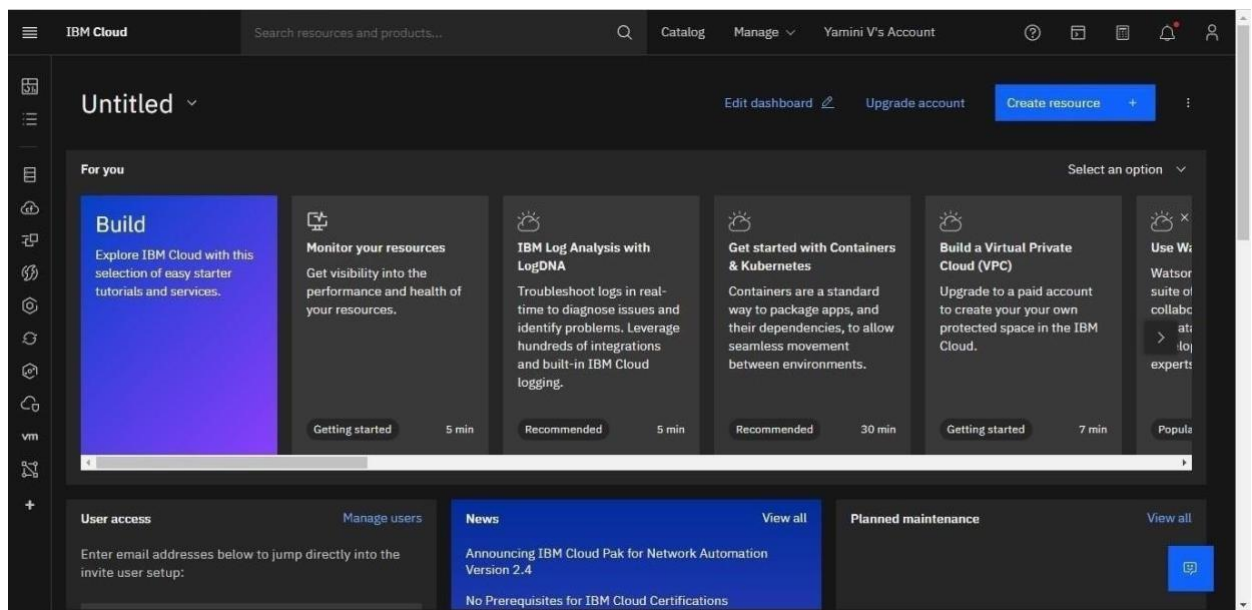 IBM Cloud
Search resources and products...
Catalog
Manage
Yamini V's Account
Untitled
Edit dashboard
Upgrade account
Create resource +
For you
Select an option
Build
Explore IBM Cloud with this
selection of easy starter
tutorials and services.
Monitor your resources
Get visibility into the
performance and health of
your resources.
Getting started
5 min
IBM Log Analysis with
LogDNA
Troubleshoot logs in real-
time to diagnose issues and
identify problems. Leverage
hundreds of integrations
and built-in IBM Cloud
logging.
Recommended
5 min
Get started with Containers
& Kubernetes
Containers are a standard
way to package apps, and
their dependencies, to allow
seamless movement
between environments.
Recommended
30 min
Build a Virtual Private
Cloud (VPC)
Upgrade to a paid account
to create your your own
protected space in the IBM
Cloud.
Getting started
7 min
Use
suite
experts
vm
User access
Manage users
Enter email addresses below to jump directly into the
invite user setup:
News
View all
Announcing IBM Cloud Pak for Network Automation
Version 2.4
No Prerequisites for IBM Cloud Certifications
Planned maintenance
View all